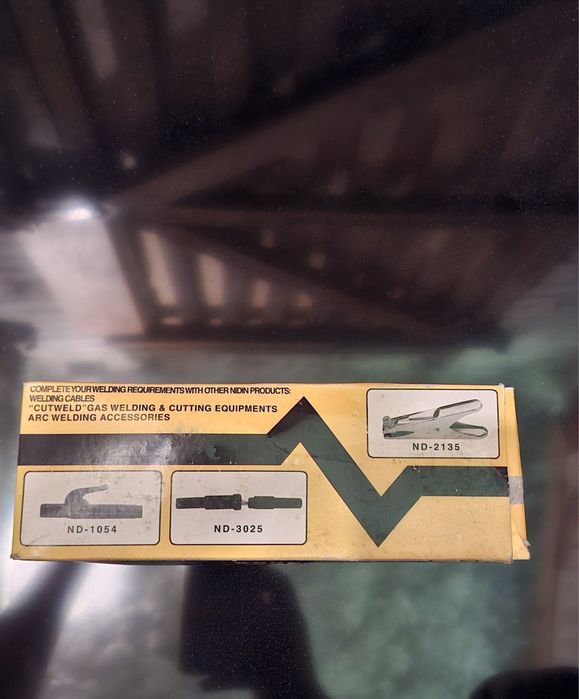 COMPLETE YOUR WELDING REQUIREMENTS WITH OTHER NIDIN PRODUCTS:
WELDING CABLES
"CUTWELD" GAS WELDING & CUTTING EQUIPMENTS
ARC WELDING ACCESSORIES
ND-2135
ND-1054
ND-3025